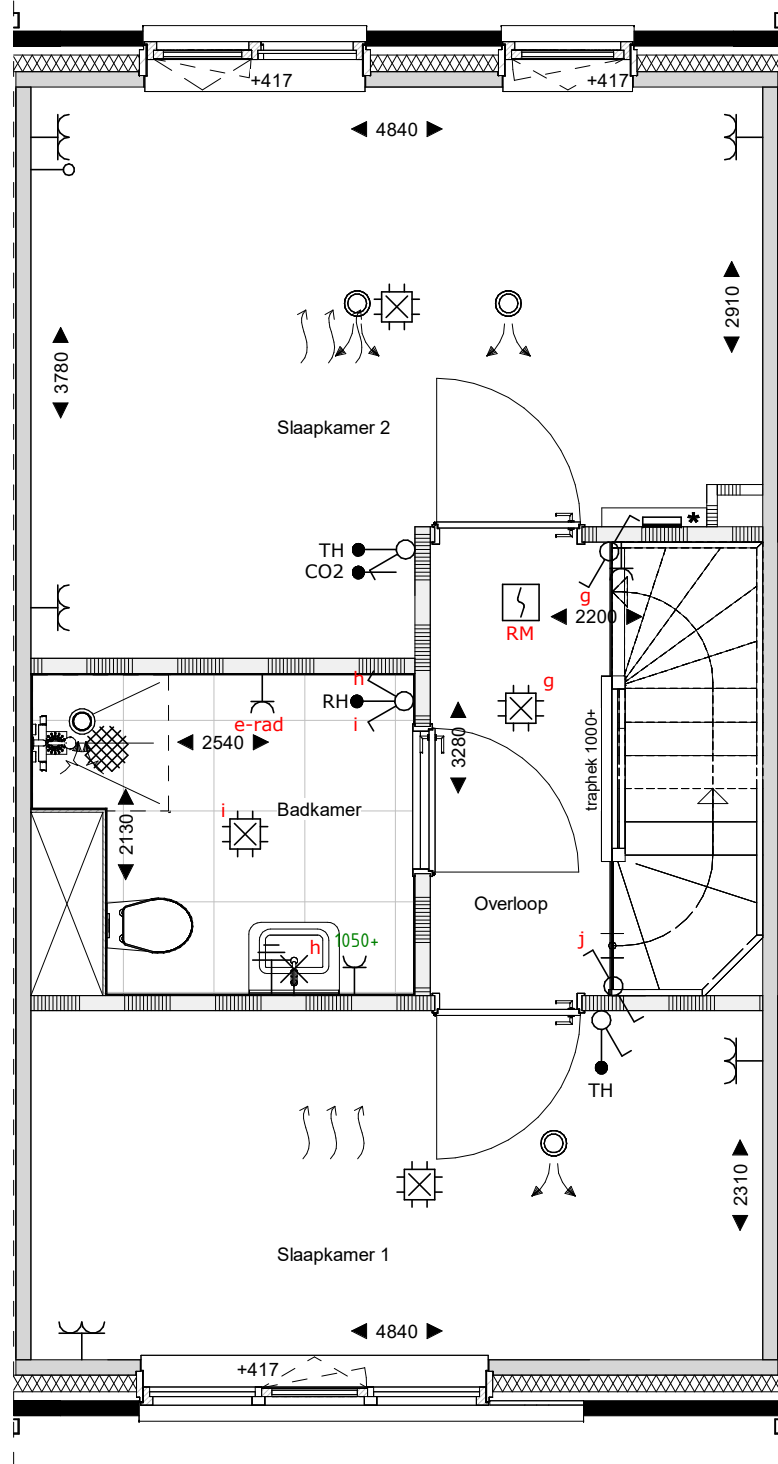 +417
+417
4840
2910
3780
Slaapkamer 2
*
TH
CO2
g
2200
RM
h
g
RH
e-rad
i
2540
3280
traphek 1000+
i
Badkamer
2130
Overloop
1050+
h
j
TH
2310
Slaapkamer 1
4840
+417